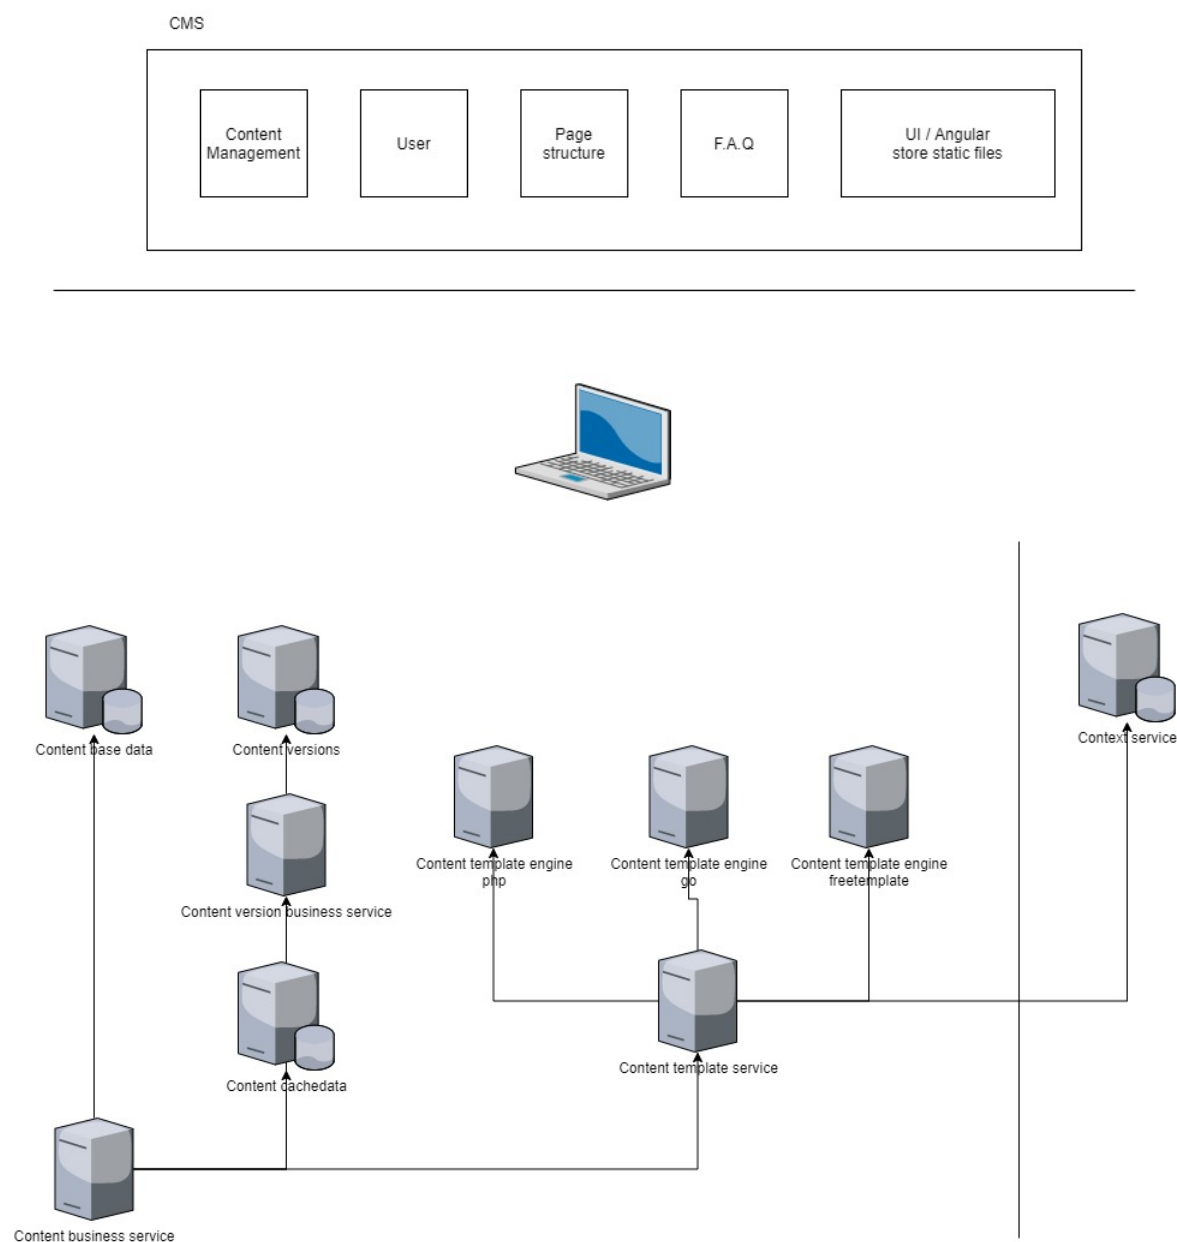 CMS
Content
Management
User
Page
structure
F.A.Q
UI / Angular
store static files
Content base data
Content versions
Context service
Content template engine
php
Content template engine
go
Content template engine
freetemplate
Content version business service
Content template service
Content cachedata
Content business service